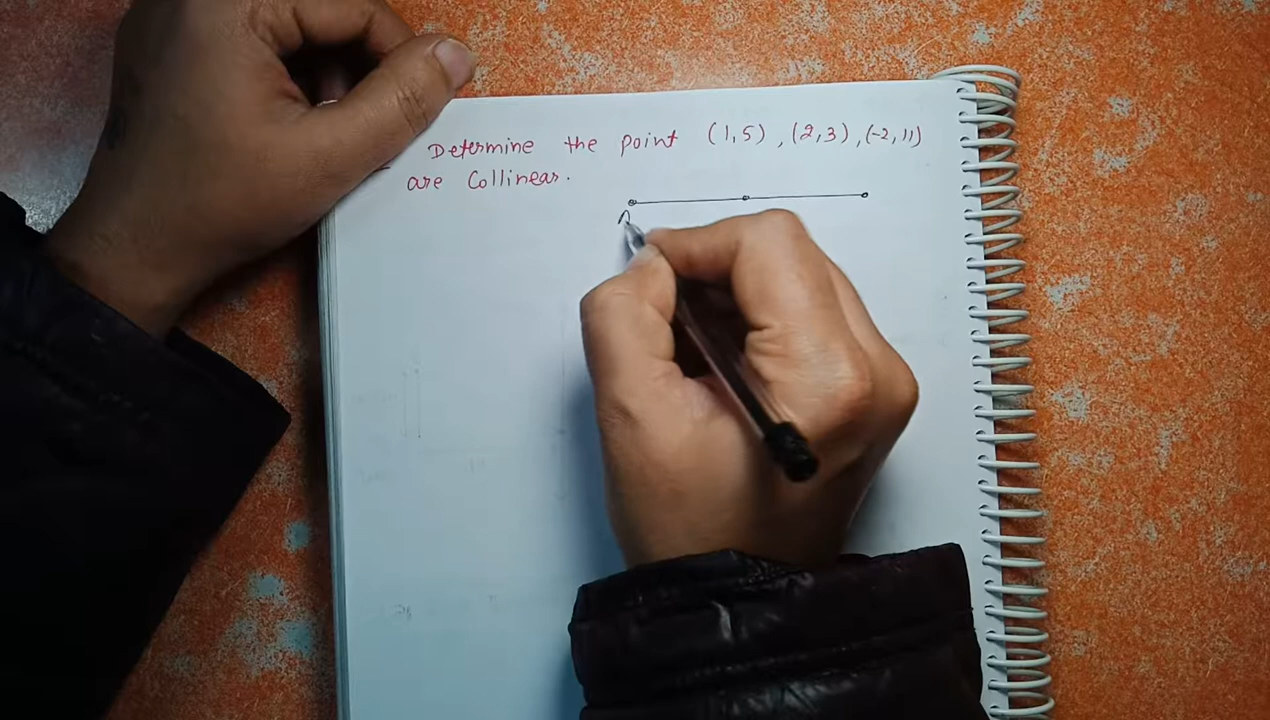 Determine the point (1,5) , (2,3) , (-2,11)
are Collinear.
A